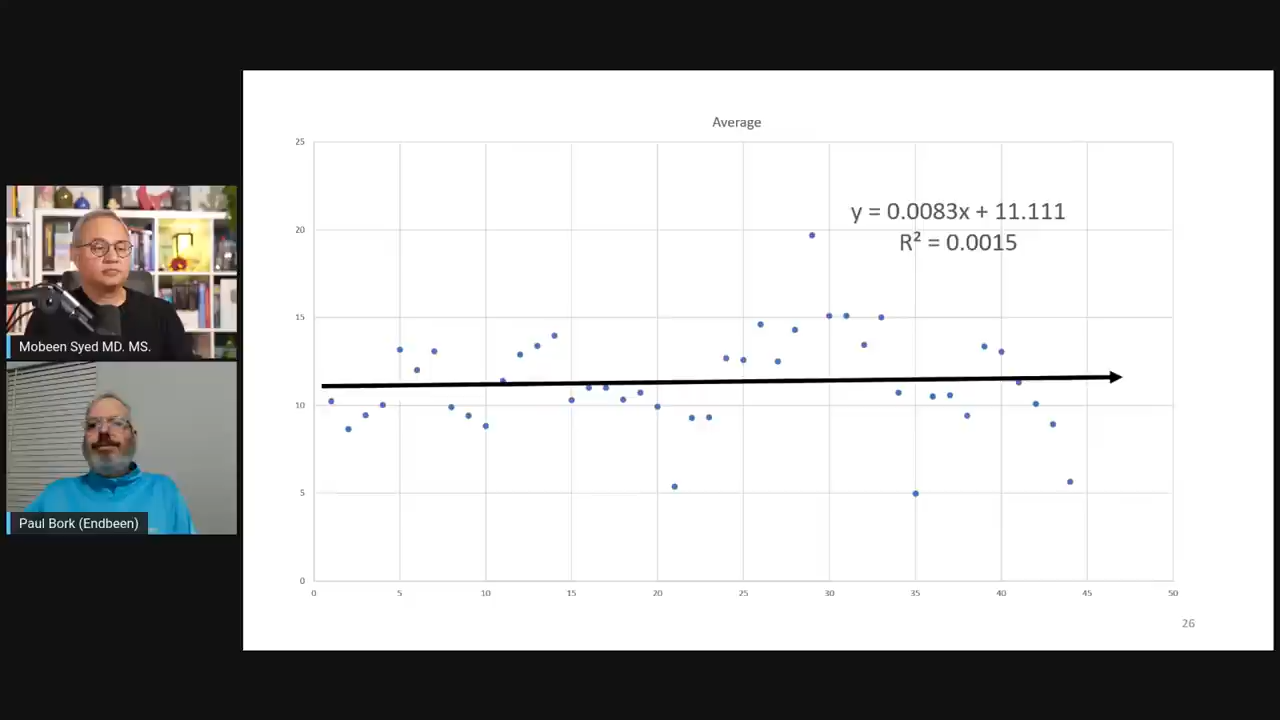 Mobeen Syed MD. MS.
Paul Bork (Endbeen)
Average
y = 0.0083x + 11.111
R² = 0.0015
25
20
15
10
5
0
0 5 10 15 20 25 30 35 40 45 50
26